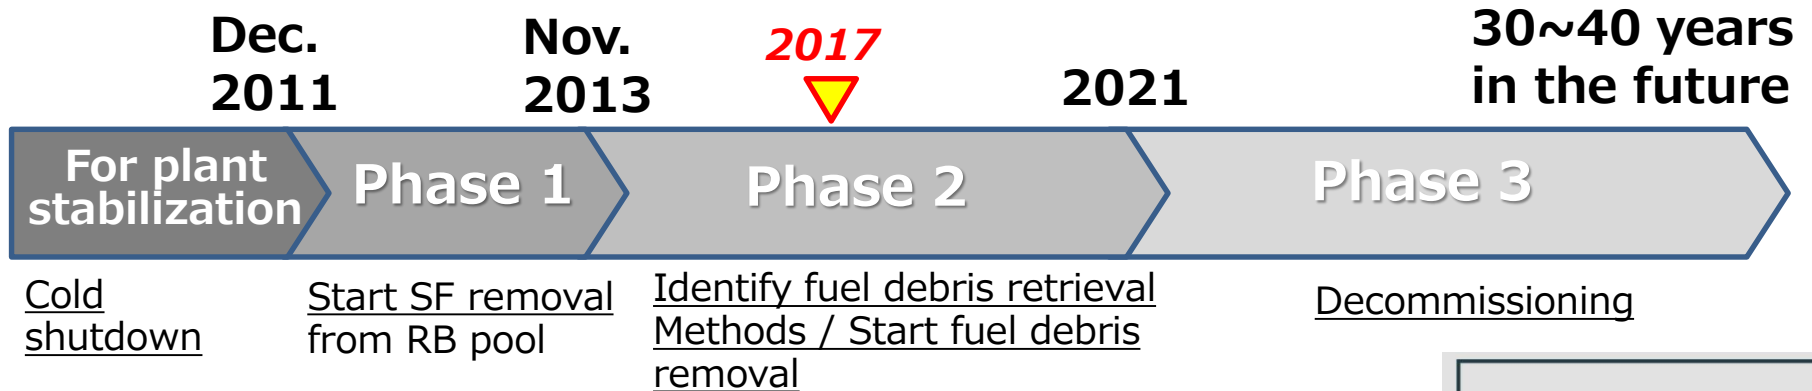 Dec.
2011
Nov.
2013
2017
2021
30~40 years
in the future
For plant
stabilization
Phase 1
Phase 2
Phase 3
Cold
shutdown
Start SF removal
from RB pool
Identify fuel debris retrieval
Methods / Start fuel debris
removal
Decommissioning